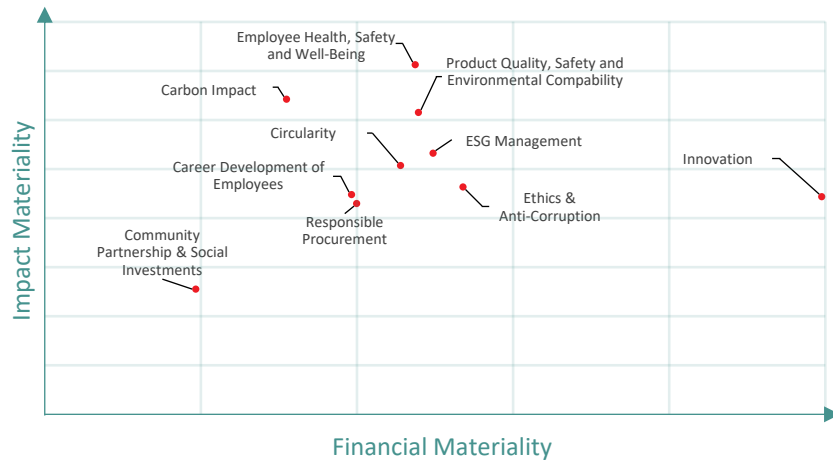 Employee Health, Safety
and Well-Being
Product Quality, Safety and
Environmental Compability
Carbon Impact
Circularity
ESG Management
Innovation
Career Development of
Employees
Ethics &
Anti-Corruption
Responsible
Procurement
Community
Partnership & Social
Investments
Impact Materiality
Financial Materiality